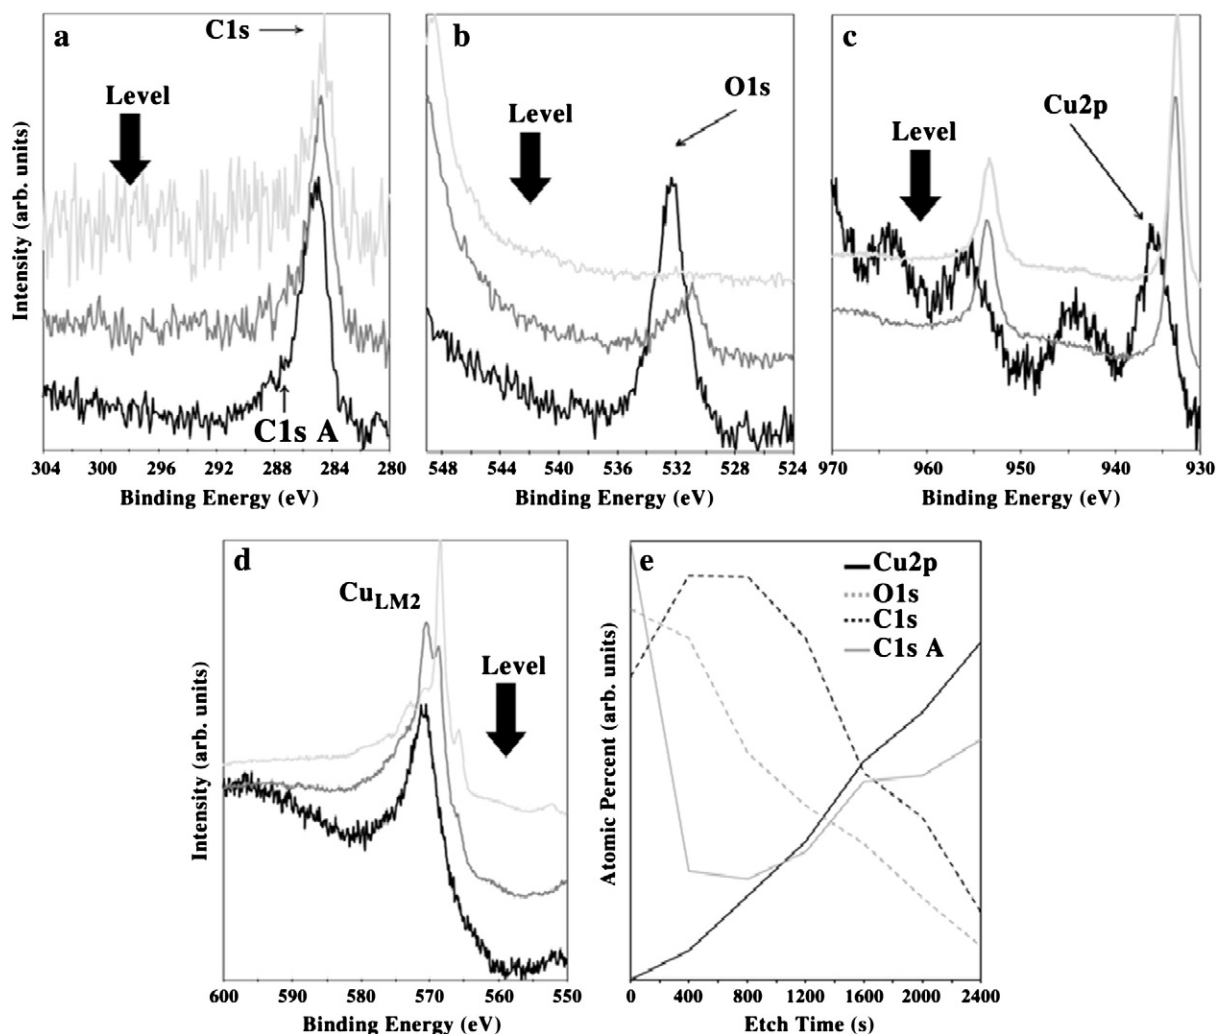 a
C1s
Level
C1s A
Intensity (arb. units)
304 300 296 292 288 284 280
Binding Energy (eV)
b
O1s
Level
548 544 540 536 532 528 524
Binding Energy (eV)
c
Cu2p
Level
970 960 950 940 930
Binding Energy (eV)
d
CuLM2
Level
Intensity (arb. units)
600 590 580 570 560 550
Binding Energy (eV)
e
Cu2p
O1s
C1s
C1s A
Atomic Percent (arb. units)
0 400 800 1200 1600 2000 2400
Etch Time (s)